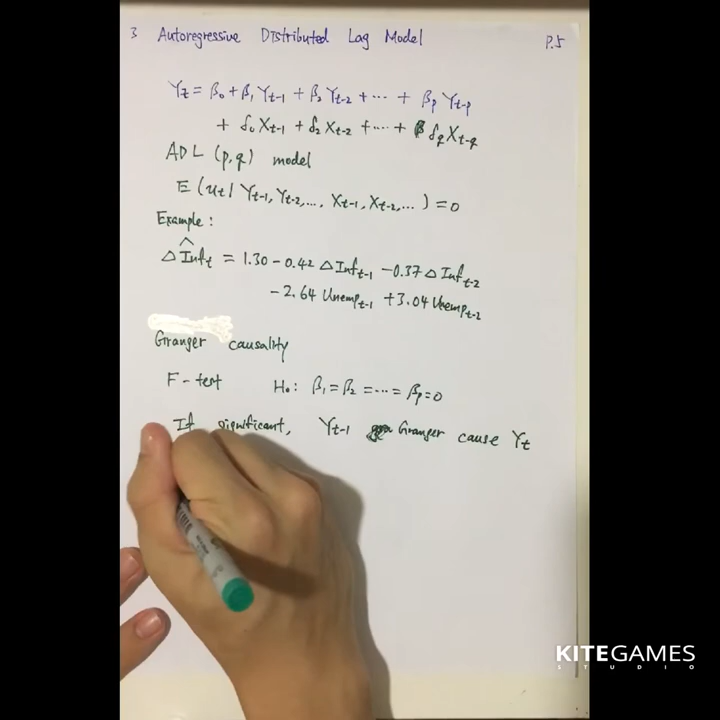 3 Autoregressive Distributed Lag Model P.5
Yt = β0 + β1 Yt-1 + β2 Yt-2 + ... + βp Yt-p
+ δ0 Xt-1 + δ2 Xt-2 + ... + δq Xt-q
ADL (p,q) model
E (ut | Yt-1, Yt-2, ..., Xt-1, Xt-2, ...) = 0
Example:
Δ Înft = 1.30 - 0.42 Δ Inft-1 - 0.37 Δ Inft-2
- 2.64 Unempt-1 + 3.04 Unempt-2
Granger causality
F-test H0: β1 = β2 = ... = βp = 0
If significant, Yt-1 Granger cause Yt
KITEGAMES
STUDIO